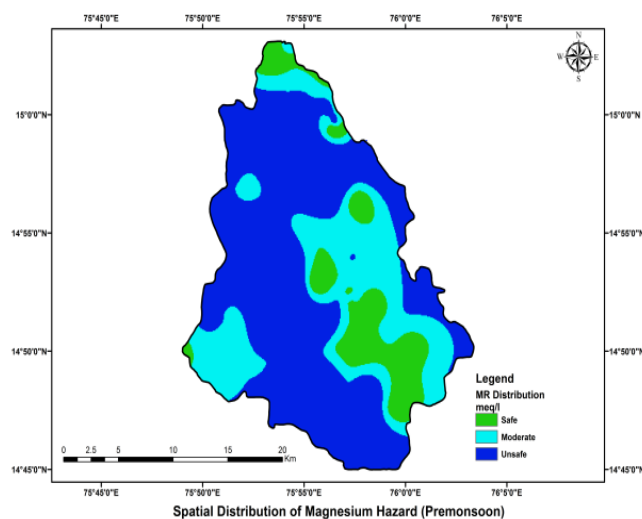 75°45'0"E 75°50'0"E 75°55'0"E 76°0'0"E 76°5'0"E
N
W E
S
15°0'0"N 15°0'0"N
14°55'0"N 14°55'0"N
14°50'0"N 14°50'0"N
14°45'0"N 14°45'0"N
Legend
MR Distribution
meq/l
Safe
Moderate
Unsafe
0 2.5 5 10 15 20
Km
75°45'0"E 75°50'0"E 75°55'0"E 76°0'0"E 76°5'0"E
Spatial Distribution of Magnesium Hazard (Premonsoon)